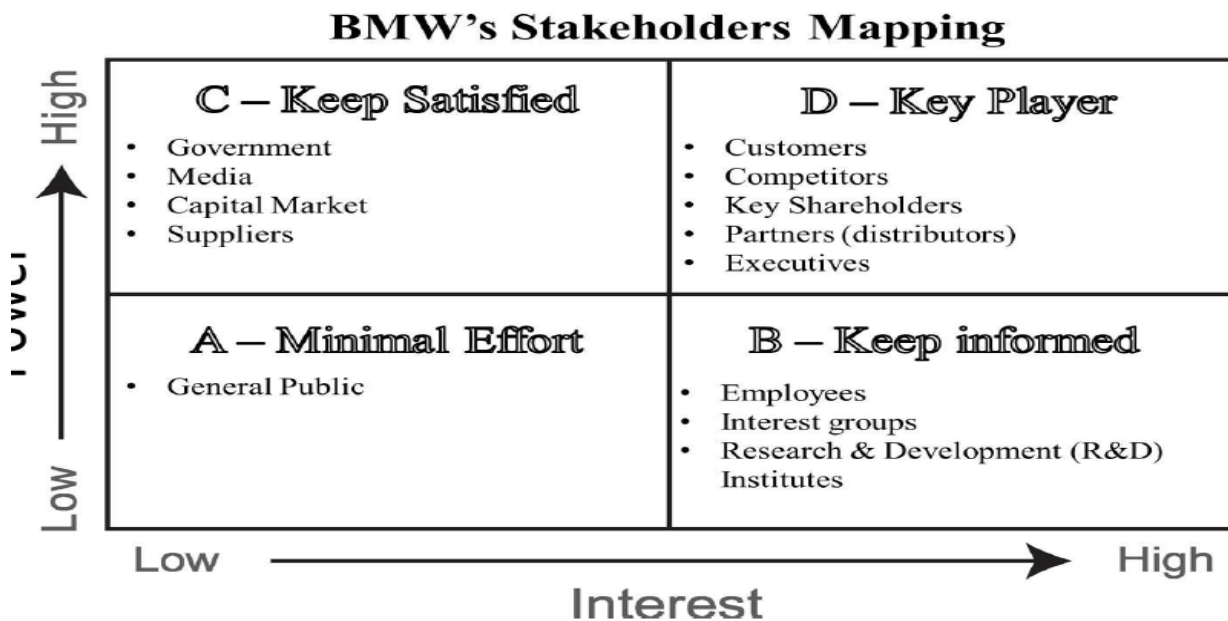 BMW's Stakeholders Mapping
High
C – Keep Satisfied
• Government
• Media
• Capital Market
• Suppliers
D – Key Player
• Customers
• Competitors
• Key Shareholders
• Partners (distributors)
• Executives
Power
A – Minimal Effort
• General Public
B – Keep informed
• Employees
• Interest groups
• Research & Development (R&D)
Institutes
Low
Low
High
Interest